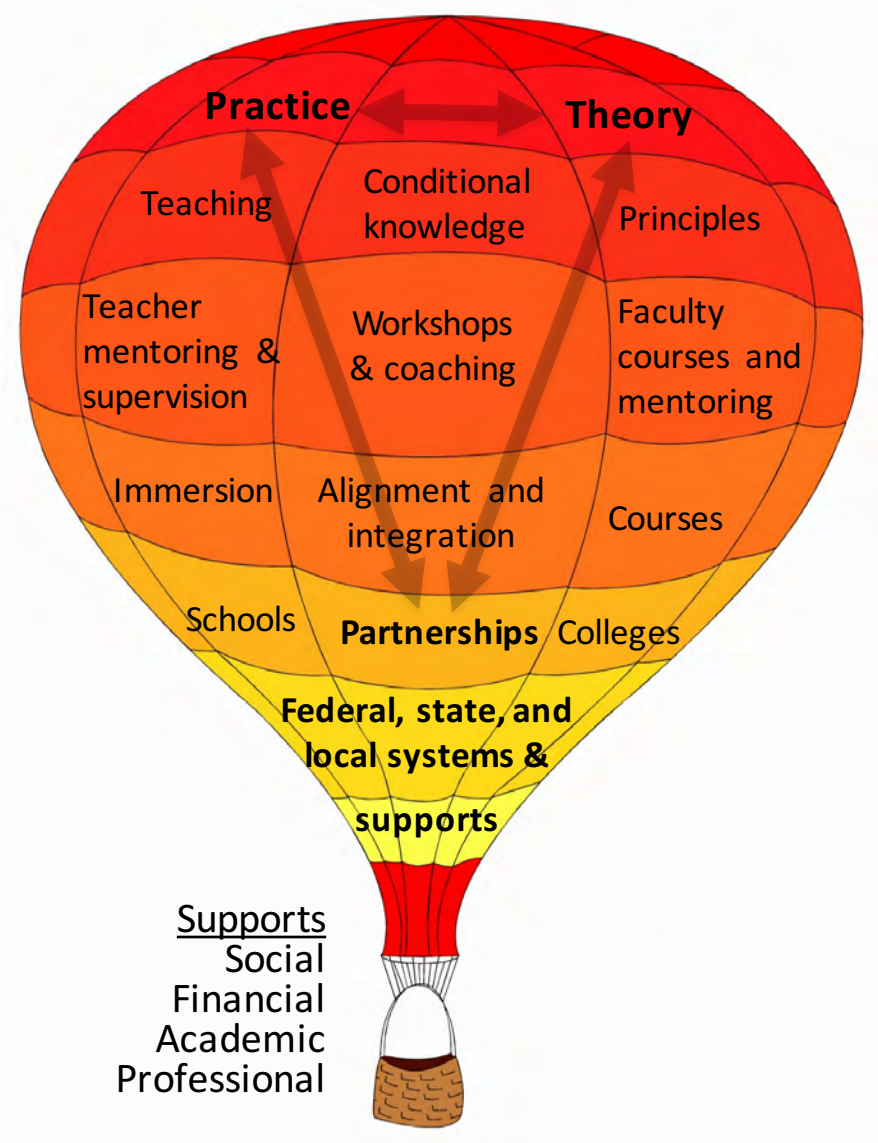 Practice
Theory
Teaching
Conditional
knowledge
Principles
Teacher
mentoring &
supervision
Workshops
& coaching
Faculty
courses and
mentoring
Immersion
Alignment and
integration
Courses
Schools
Partnerships
Colleges
Federal, state, and
local systems &
supports
Supports
Social
Financial
Academic
Professional